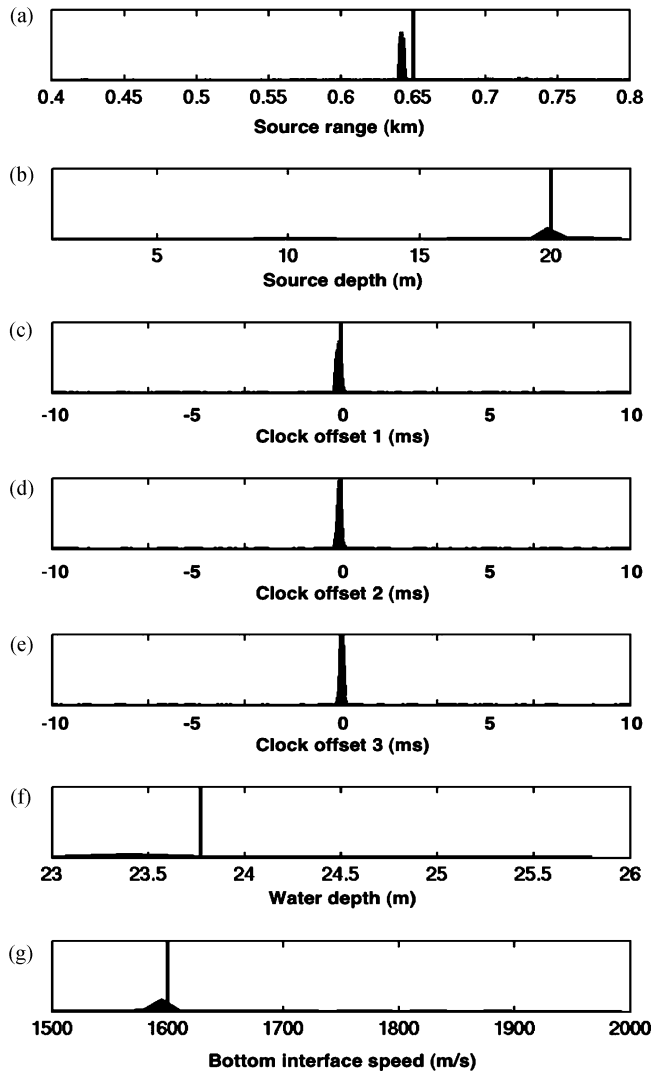 (a)
0.4 0.45 0.5 0.55 0.6 0.65 0.7 0.75 0.8
Source range (km)
(b)
5 10 15 20
Source depth (m)
(c)
-10 -5 0 5 10
Clock offset 1 (ms)
(d)
-10 -5 0 5 10
Clock offset 2 (ms)
(e)
-10 -5 0 5 10
Clock offset 3 (ms)
(f)
23 23.5 24 24.5 25 25.5 26
Water depth (m)
(g)
1500 1600 1700 1800 1900 2000
Bottom interface speed (m/s)